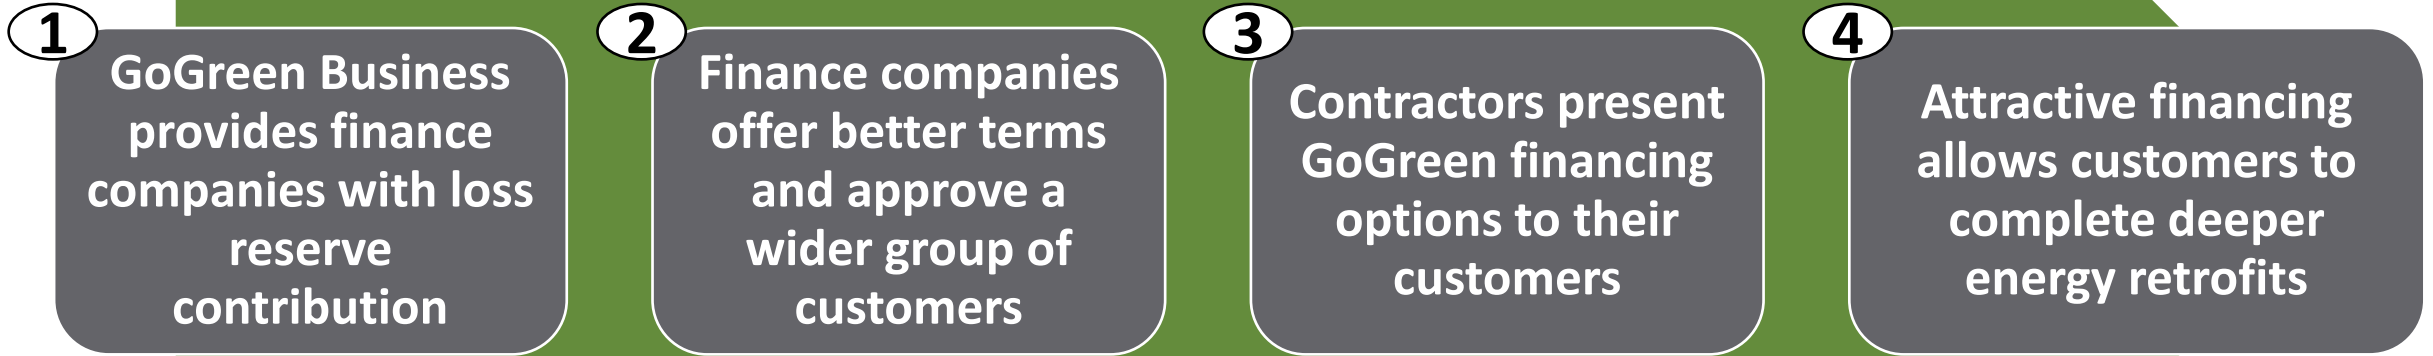 1
GoGreen Business
provides finance
companies with loss
reserve
contribution
2
Finance companies
offer better terms
and approve a
wider group of
customers
3
Contractors present
GoGreen financing
options to their
customers
4
Attractive financing
allows customers to
complete deeper
energy retrofits